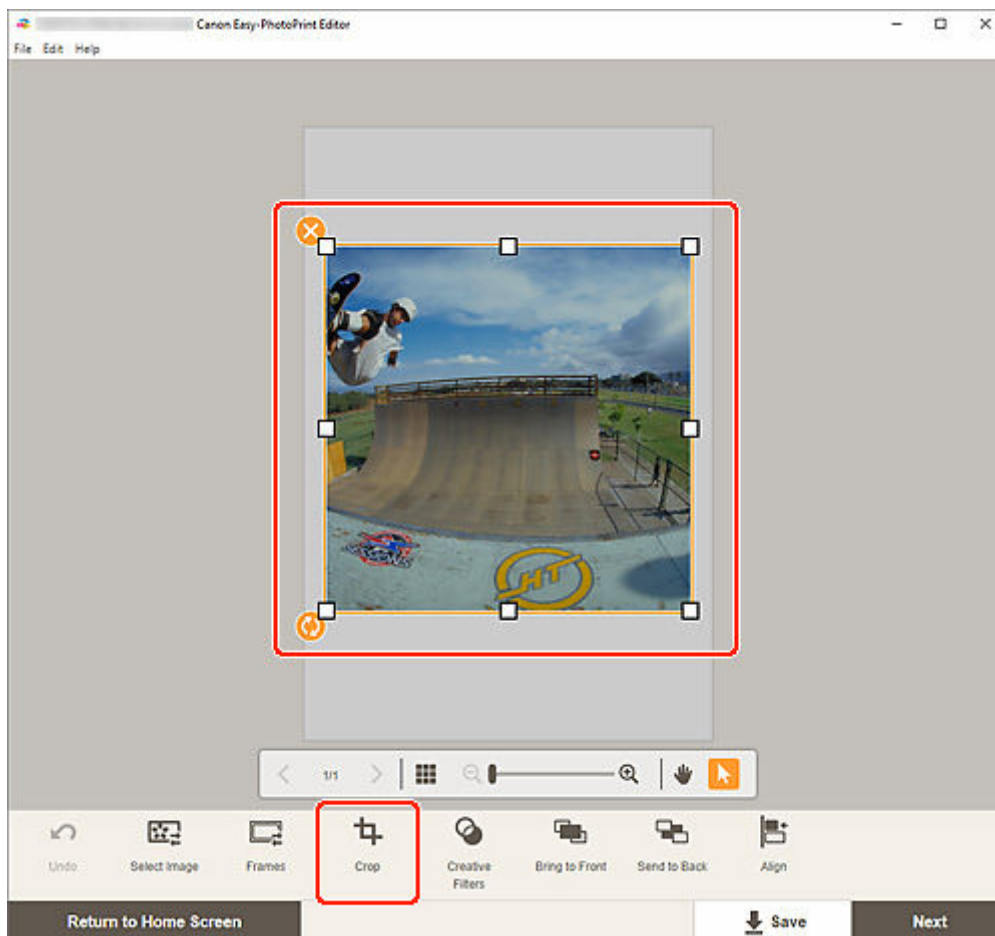 Canon Easy-PhotoPrint Editor
File Edit Help
HT
1/1
Undo
Select Image
Frames
Crop
Creative
Filters
Bring to Front
Send to Back
Align
Return to Home Screen
Save
Next